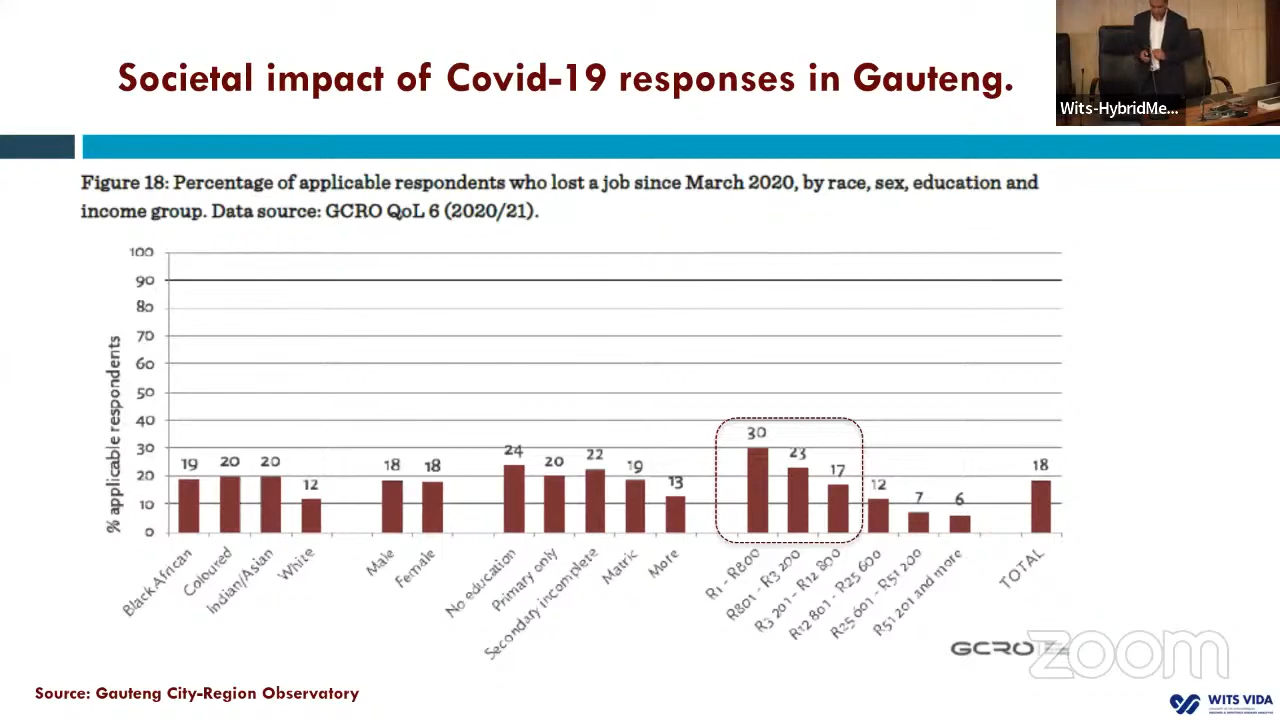 Societal impact of Covid-19 responses in Gauteng.
Wits-HybridMe...
Figure 18: Percentage of applicable respondents who lost a job since March 2020, by race, sex, education and
income group. Data source: GCRO QoL 6 (2020/21).
% applicable respondents
100
90
80
70
60
50
40
30
20
10
0
19
20
20
12
18
18
24
20
22
19
13
30
23
17
12
7
6
18
Black African
Coloured
Indian/Asian
White
Male
Female
No education
Primary only
Secondary incomplete
Matric
More
R1 - R800
R801 - R3 200
R3 201 - R12 800
R12 801 - R25 600
R25 601 - R51 200
R51 201 and more
TOTAL
GCRO
zoom
Source: Gauteng City-Region Observatory
WITS VIDA